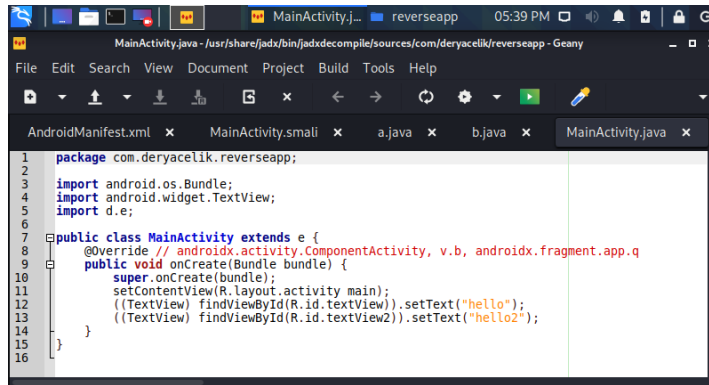 MainActivity.j... reverseapp 05:39 PM
MainActivity.java - /usr/share/jadx/bin/jadxdecompile/sources/com/deryacelik/reverseapp - Geany
File Edit Search View Document Project Build Tools Help
AndroidManifest.xml × MainActivity.smali × a.java × b.java × MainActivity.java ×
1 package com.deryacelik.reverseapp;
2
3 import android.os.Bundle;
4 import android.widget.TextView;
5 import d.e;
6
7 public class MainActivity extends e {
8 @Override // androidx.activity.ComponentActivity, v.b, androidx.fragment.app.q
9 public void onCreate(Bundle bundle) {
10 super.onCreate(bundle);
11 setContentView(R.layout.activity_main);
12 ((TextView) findViewById(R.id.textView)).setText("hello");
13 ((TextView) findViewById(R.id.textView2)).setText("hello2");
14 }
15 }
16